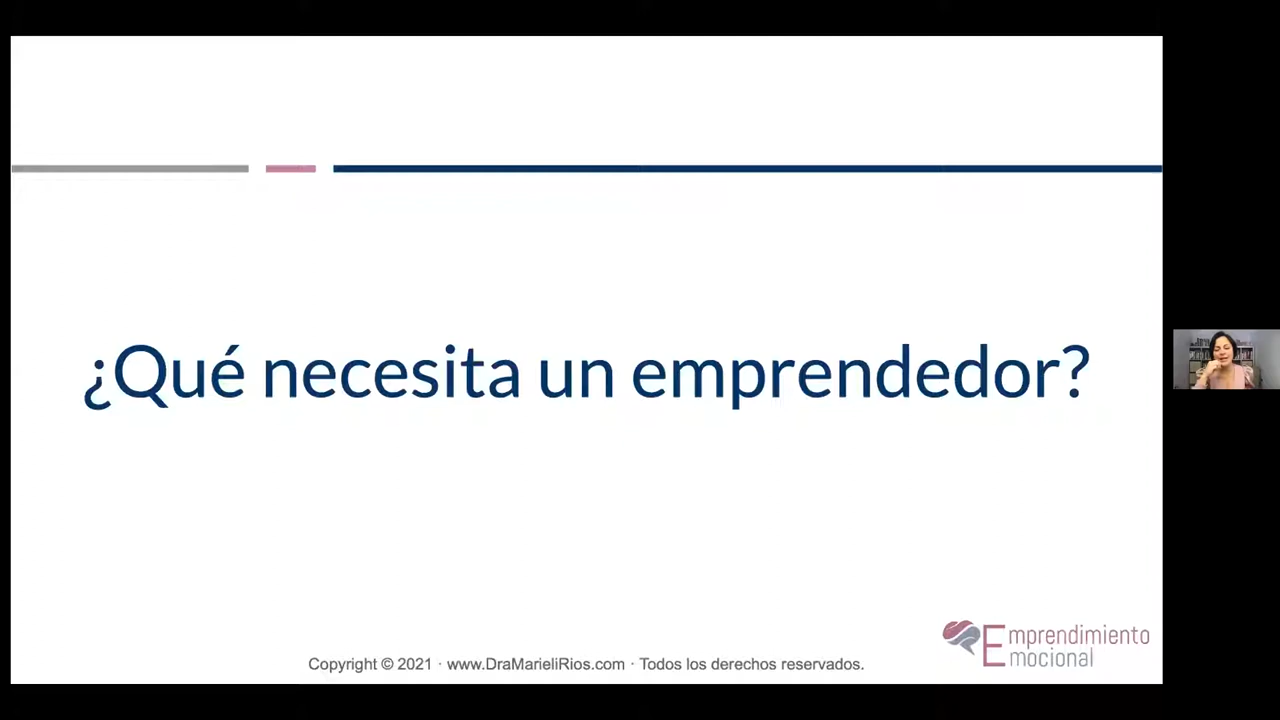 ¿Qué necesita un emprendedor?
Emprendimiento
Emocional
Copyright © 2021 · www.DraMarieliRios.com · Todos los derechos reservados.